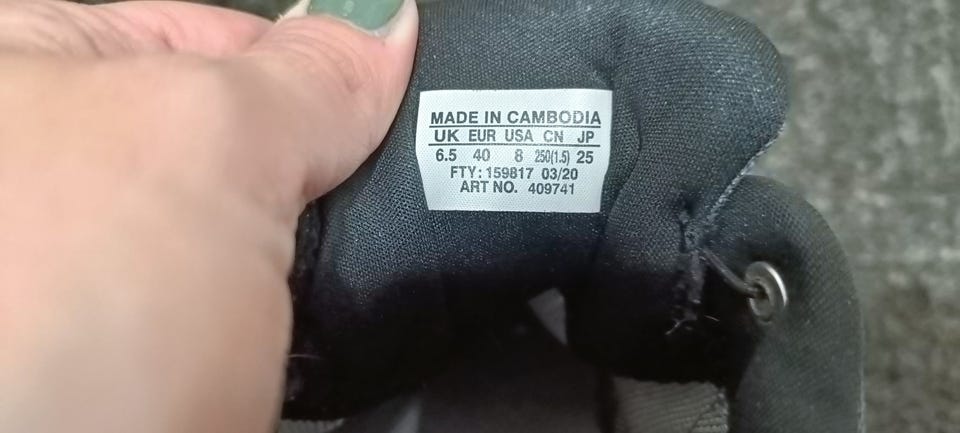 MADE IN CAMBODIA
UK EUR USA CN JP
6.5 40 8 250(1.5) 25
FTY: 159817 03/20
ART NO. 409741